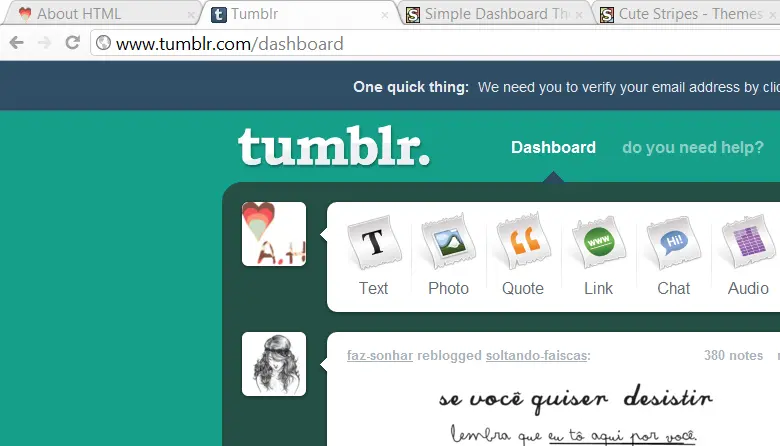 About HTML
Tumblr
Simple Dashboard Th
Cute Stripes - Themes
www.tumblr.com/dashboard
One quick thing: We need you to verify your email address by clic
tumblr.
Dashboard
do you need help?
A.H
T
www
Hi!
Text
Photo
Quote
Link
Chat
Audio
faz-sonhar reblogged soltando-faiscas:
380 notes
se você quiser desistir
lembra que eu tô aqui por você.